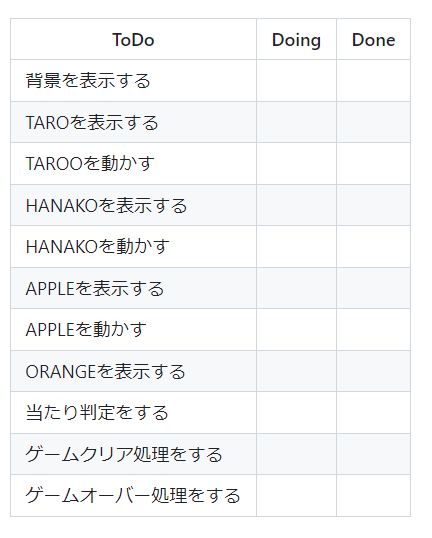 ToDo Doing Done
背景を表示する
TAROを表示する
TAROOを動かす
HANAKOを表示する
HANAKOを動かす
APPLEを表示する
APPLEを動かす
ORANGEを表示する
当たり判定をする
ゲームクリア処理をする
ゲームオーバー処理をする